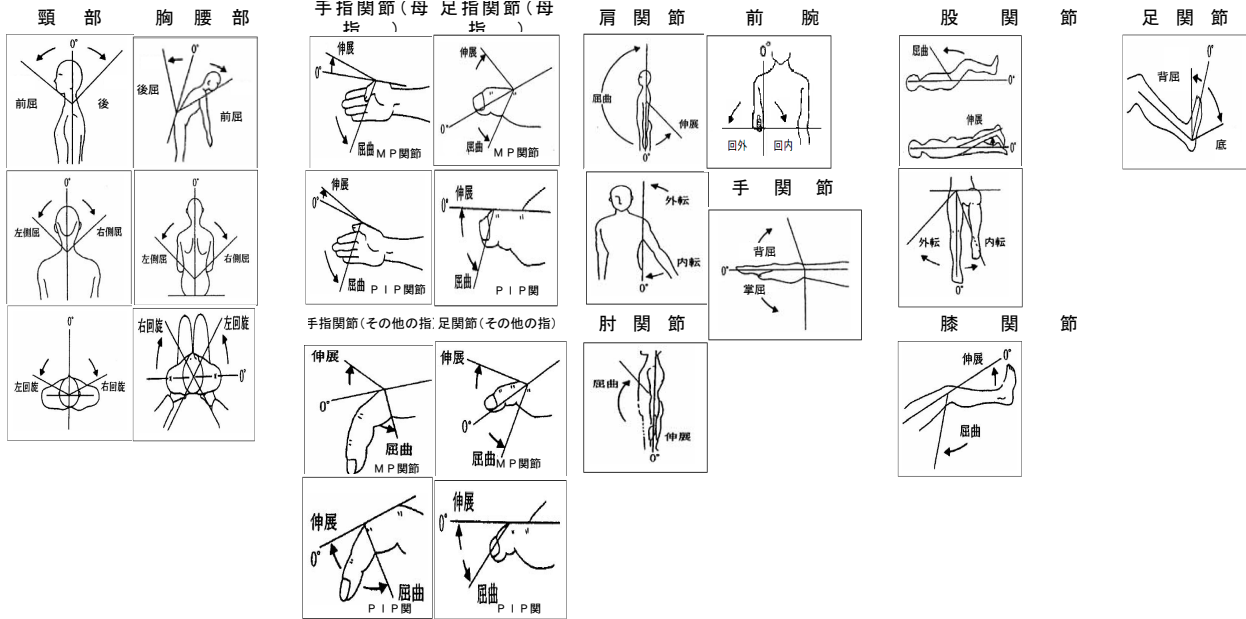 頸 部
0°
前屈
後
0°
左側屈
右側屈
0°
左回旋
右回旋
胸 腰 部
0°
後屈
前屈
0°
左側屈
右側屈
右回旋
左回旋
0°
手指関節(母
指 )
伸展
0°
屈曲
MP関節
伸展
0°
屈曲
PIP関節
手指関節(その他の指)
伸展
0°
屈曲
MP関節
伸展
0°
屈曲
PIP関
足指関節(母
指 )
伸展
0°
屈曲
MP関節
伸展
0°
屈曲
PIP関
足関節(その他の指)
伸展
0°
屈曲
MP関節
伸展
0°
屈曲
PIP関
肩 関 節
屈曲
伸展
0°
外転
内転
0°
肘 関 節
屈曲
伸展
0°
前 腕
0°
回外
回内
手 関 節
背屈
0°
掌屈
股 関 節
屈曲
0°
伸展
0°
外転
内転
0°
膝 関 節
伸展
0°
屈曲
足 関 節
0°
背屈
底